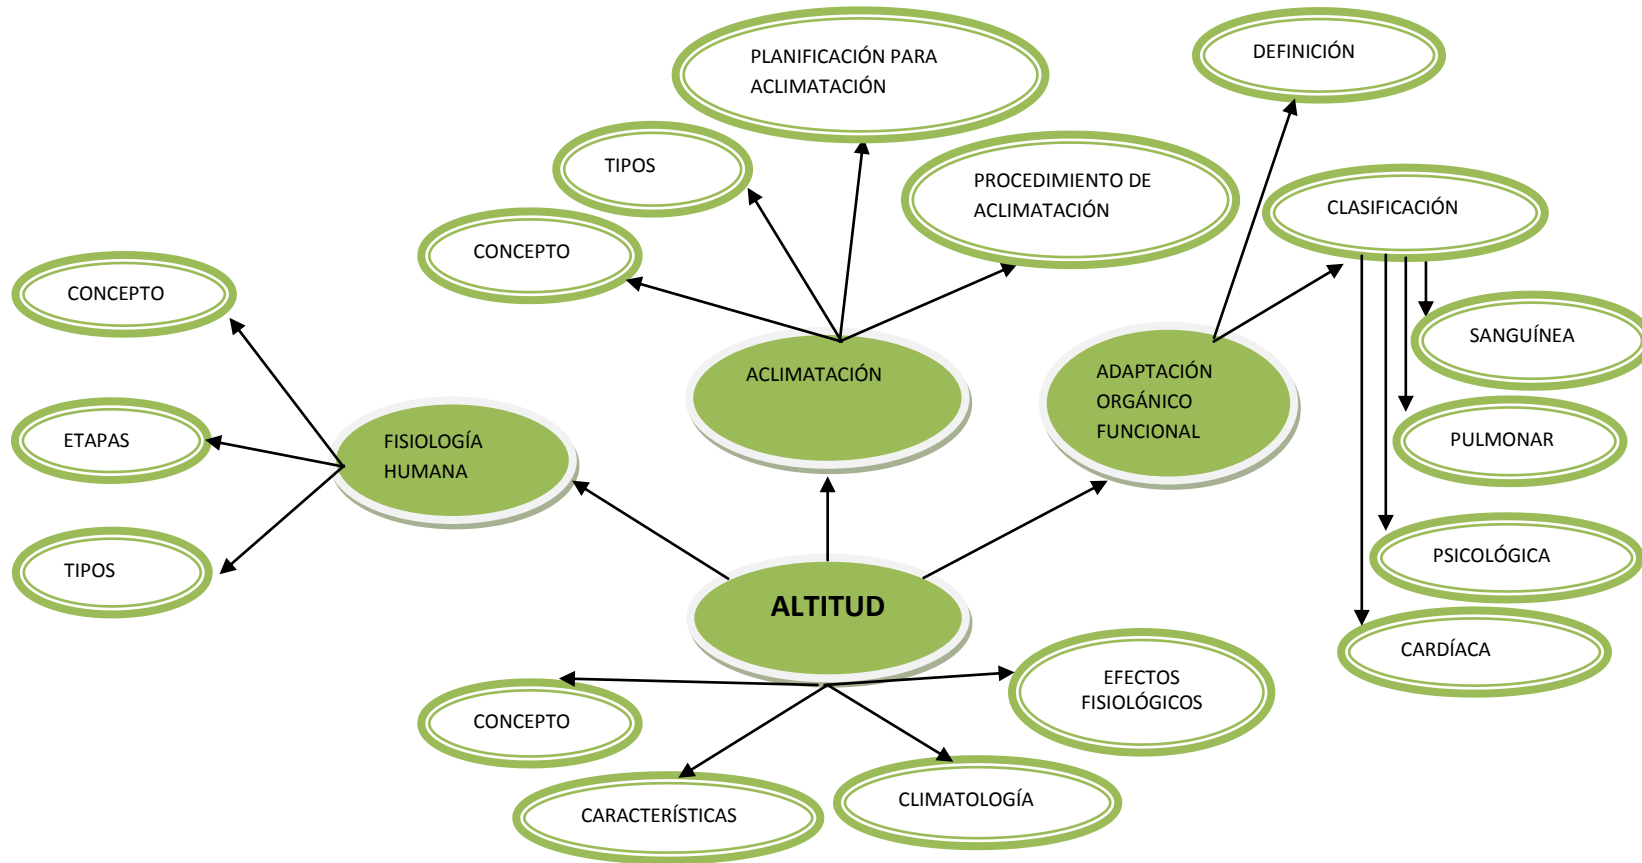 PLANIFICACIÓN PARA
ACLIMATACIÓN
DEFINICIÓN
TIPOS
PROCEDIMIENTO DE
ACLIMATACIÓN
CLASIFICACIÓN
CONCEPTO
CONCEPTO
SANGUÍNEA
ACLIMATACIÓN
ADAPTACIÓN
ORGÁNICO
FUNCIONAL
ETAPAS
FISIOLOGÍA
HUMANA
PULMONAR
TIPOS
PSICOLÓGICA
ALTITUD
CARDÍACA
EFECTOS
FISIOLÓGICOS
CONCEPTO
CLIMATOLOGÍA
CARACTERÍSTICAS